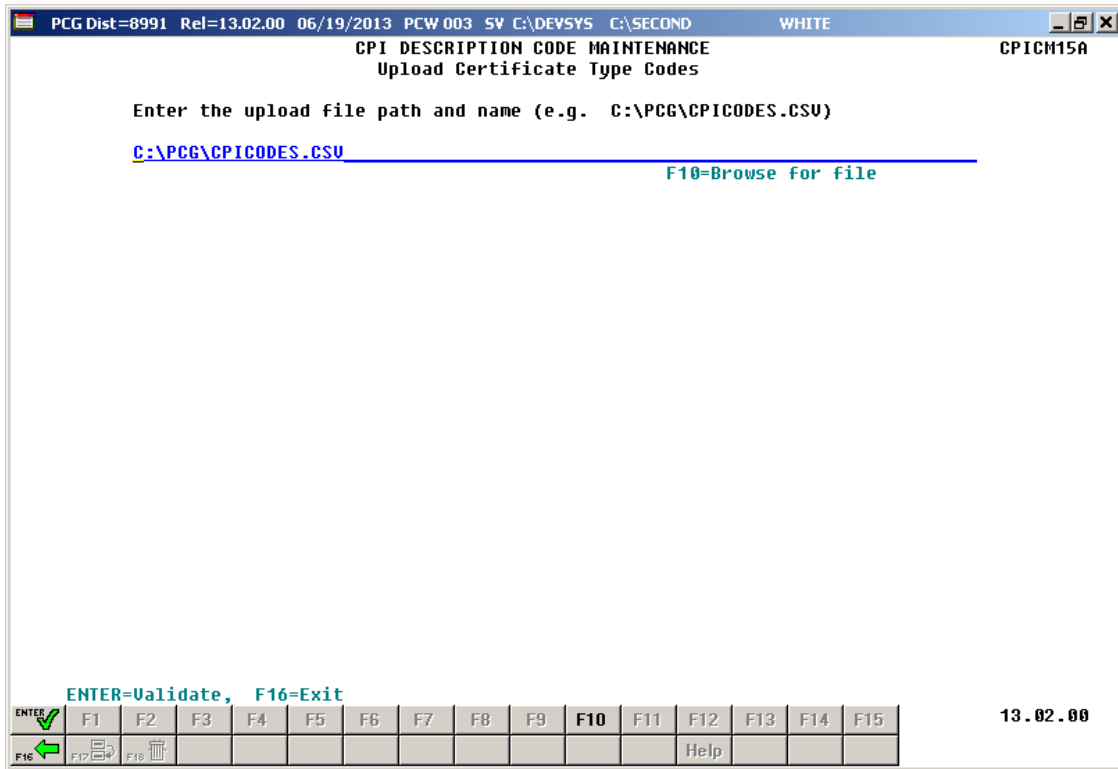 PCG Dist=8991 Rel=13.02.00 06/19/2013 PCW 003 SV C:\DEVSYS C:\SECOND WHITE
CPI DESCRIPTION CODE MAINTENANCE CPICM15A
Upload Certificate Type Codes
Enter the upload file path and name (e.g. C:\PCG\CPICODES.CSV)
C:\PCG\CPICODES.CSV
F10=Browse for file
ENTER=Validate, F16=Exit
ENTER F1 F2 F3 F4 F5 F6 F7 F8 F9 F10 F11 F12 F13 F14 F15 13.02.00
F16 F17 F18 Help